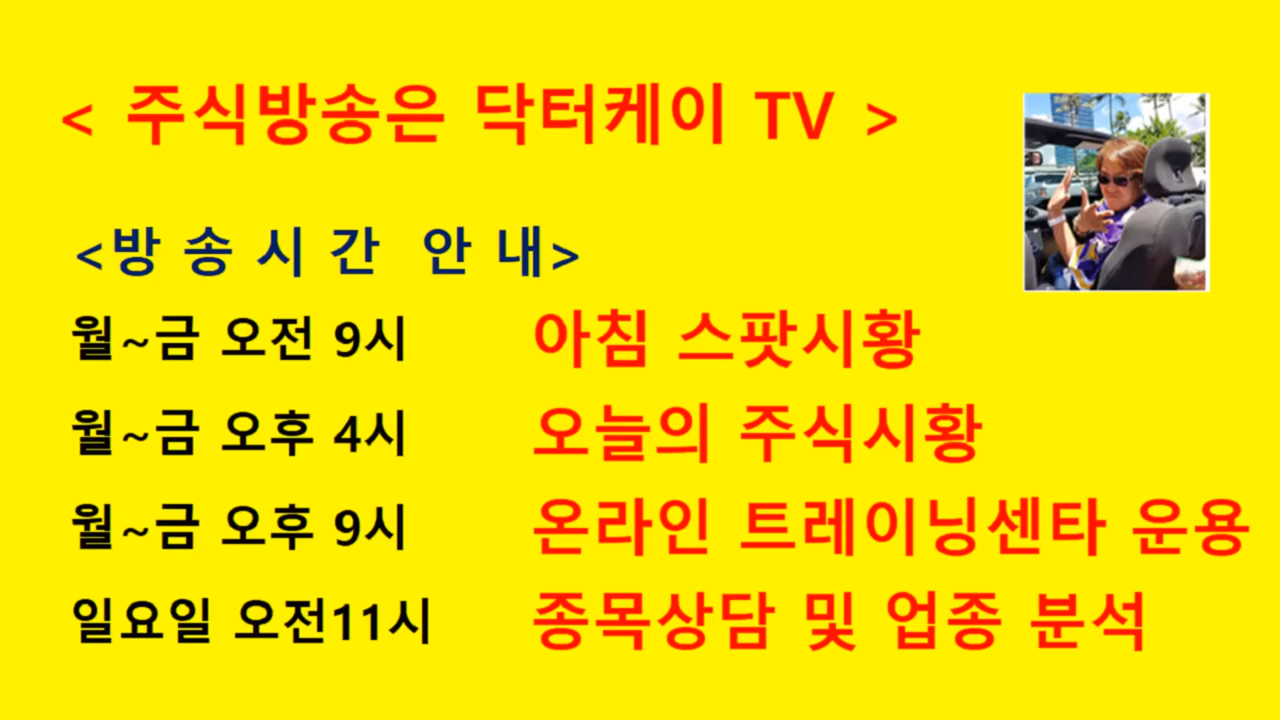 < 주식방송은 닥터케이 TV >
<방 송 시 간 안 내>
월~금 오전 9시 아침 스팟시황
월~금 오후 4시 오늘의 주식시황
월~금 오후 9시 온라인 트레이닝센타 운용
일요일 오전11시 종목상담 및 업종 분석